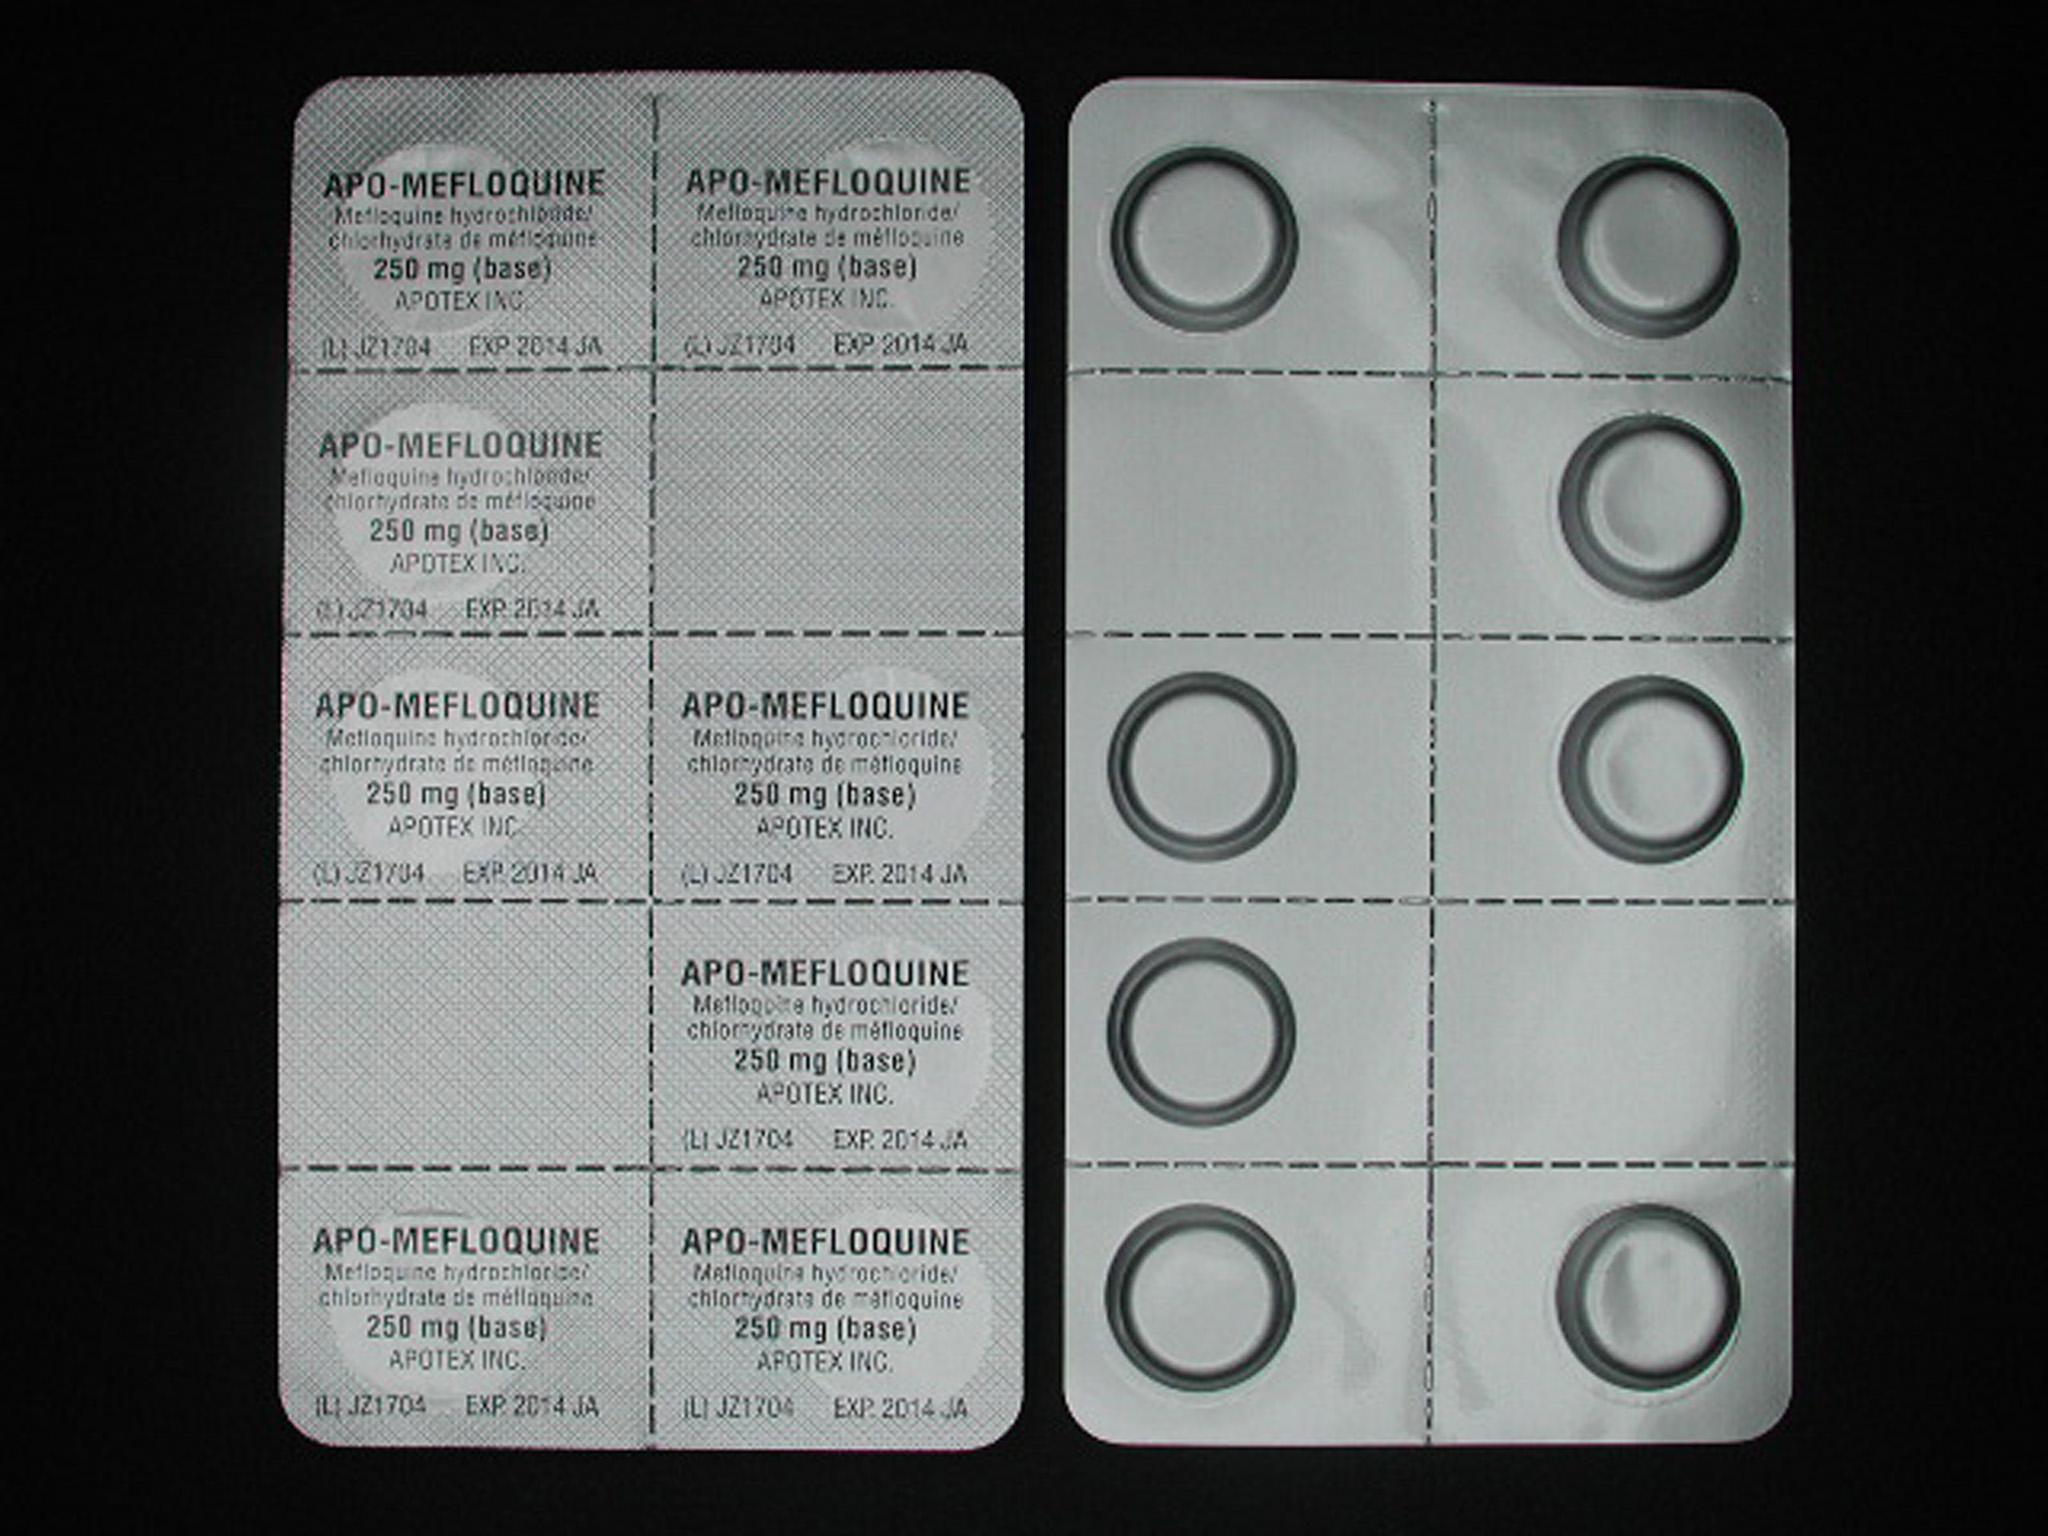 APO-MEFLOQUINE
Mefloquine hydrochloride/
chlorhydrate de méfloquine
250 mg (base)
APOTEX INC.
(L) JZ1704 EXP. 2014 JA
APO-MEFLOQUINE
Mefloquine hydrochloride/
chlorhydrate de méfloquine
250 mg (base)
APOTEX INC.
(L) JZ1704 EXP. 2014 JA
APO-MEFLOQUINE
Mefloquine hydrochloride/
chlorhydrate de méfloquine
250 mg (base)
APOTEX INC.
(L) JZ1704 EXP. 2014 JA
APO-MEFLOQUINE
Mefloquine hydrochloride/
chlorhydrate de méfloquine
250 mg (base)
APOTEX INC.
(L) JZ1704 EXP. 2014 JA
APO-MEFLOQUINE
Mefloquine hydrochloride/
chlorhydrate de méfloquine
250 mg (base)
APOTEX INC.
(L) JZ1704 EXP. 2014 JA
APO-MEFLOQUINE
Mefloquine hydrochloride/
chlorhydrate de méfloquine
250 mg (base)
APOTEX INC.
(L) JZ1704 EXP. 2014 JA
APO-MEFLOQUINE
Mefloquine hydrochloride/
chlorhydrate de méfloquine
250 mg (base)
APOTEX INC.
(L) JZ1704 EXP. 2014 JA
APO-MEFLOQUINE
Mefloquine hydrochloride/
chlorhydrate de méfloquine
250 mg (base)
APOTEX INC.
(L) JZ1704 EXP. 2014 JA